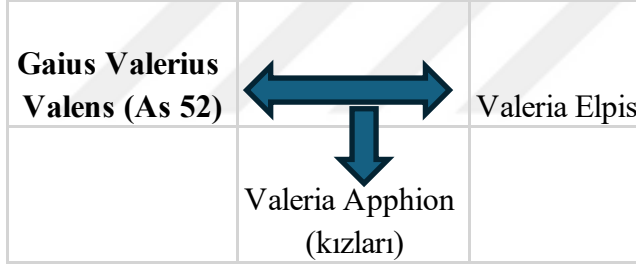 Gaius Valerius
Valens (As 52)
Valeria Elpis
Valeria Apphion
(kızları)